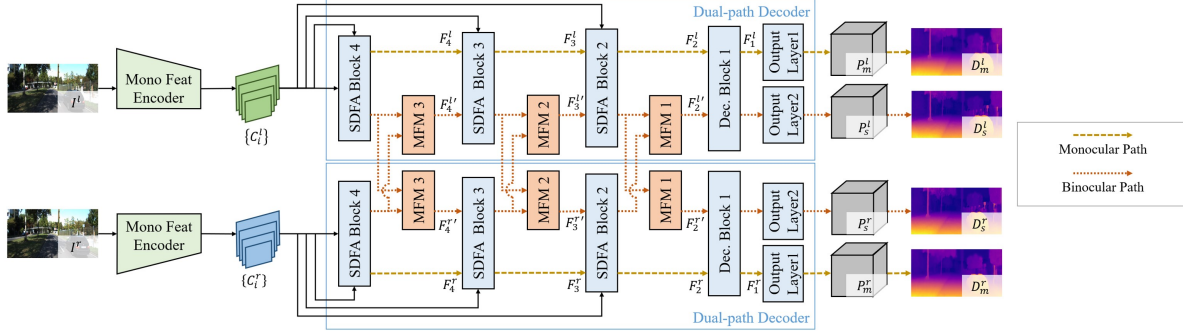 Dual-path Decoder
I^l
Mono Feat
Encoder
{C_i^l}
SDFA Block 4
F_4^l
SDFA Block 3
F_3^l
SDFA Block 2
F_2^l
Dec. Block 1
F_1^l
Output
Layer1
P_m^l
D_m^l
MFM 3
F_4^l'
MFM 2
F_3^l'
MFM 1
F_2^l'
Output
Layer2
P_s^l
D_s^l
Monocular Path
Binocular Path
I^r
Mono Feat
Encoder
{C_i^r}
SDFA Block 4
MFM 3
F_4^r'
SDFA Block 3
MFM 2
F_3^r'
SDFA Block 2
MFM 1
F_2^r'
Dec. Block 1
Output
Layer2
P_s^r
D_s^r
F_4^r
F_3^r
F_2^r
F_1^r
Output
Layer1
P_m^r
D_m^r
Dual-path Decoder